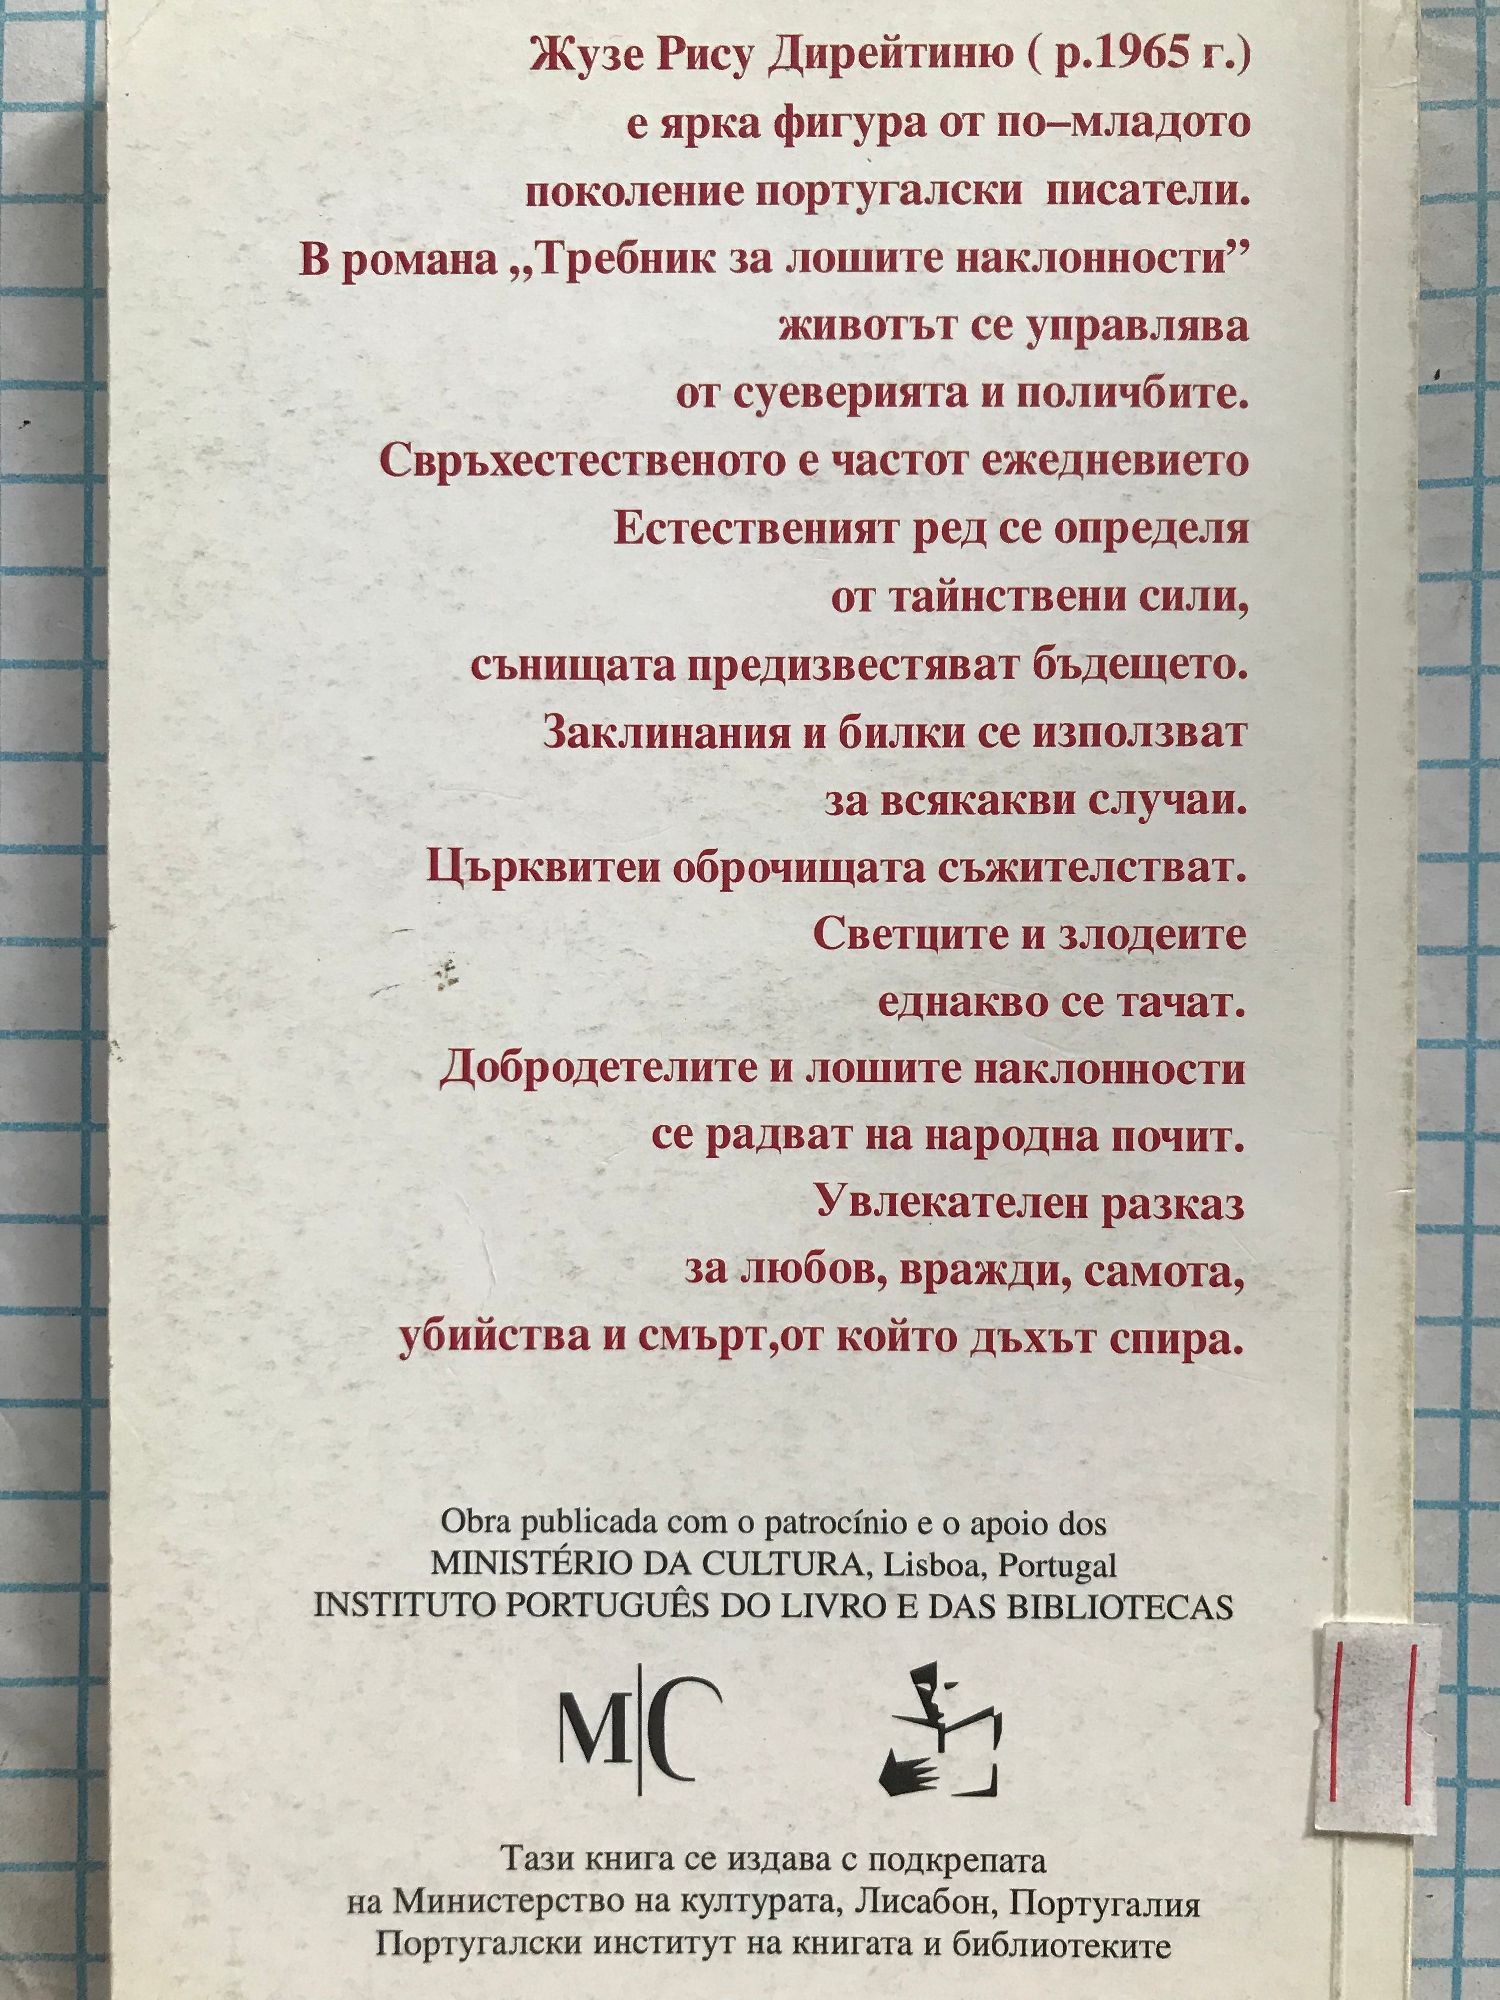 Жузе Рису Дирейтиню ( р.1965 г.)
е ярка фигура от по–младото
поколение португалски писатели.
В романа „Требник за лошите наклонности”
животът се управлява
от суеверията и поличбите.
Свръхестественото е частот ежедневието
Естественият ред се определя
от тайнствени сили,
сънищата предизвестяват бъдещето.
Заклинания и билки се използват
за всякакви случаи.
Църквитеи оброчищата съжителстват.
Светците и злодеите
еднакво се тачат.
Добродетелите и лошите наклонности
се радват на народна почит.
Увлекателен разказ
за любов, вражди, самота,
убийства и смърт,от който дъхът спира.
Obra publicada com o patrocínio e o apoio dos
MINISTÉRIO DA CULTURA, Lisboa, Portugal
INSTITUTO PORTUGUÊS DO LIVRO E DAS BIBLIOTECAS
M|C
Тази книга се издава с подкрепата
на Министерство на културата, Лисабон, Португалия
Португалски институт на книгата и библиотеките